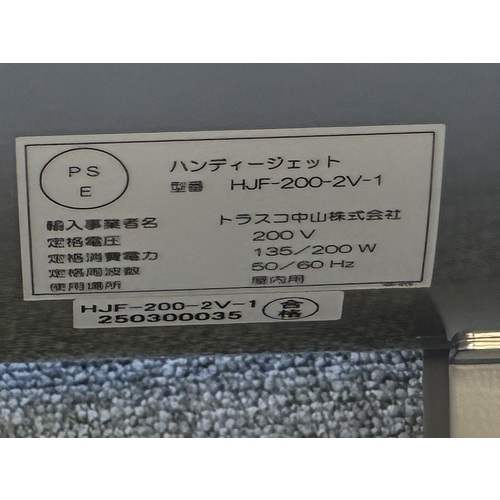 PS
E
ハンディージェット
型番 HJF-200-2V-1
輸入事業者名 トラスコ中山株式会社
定格電圧 200 V
定格消費電力 135/200 W
定格周波数 50/60 Hz
使用場所 屋内用
HJF-200-2V-1
250300035
合格